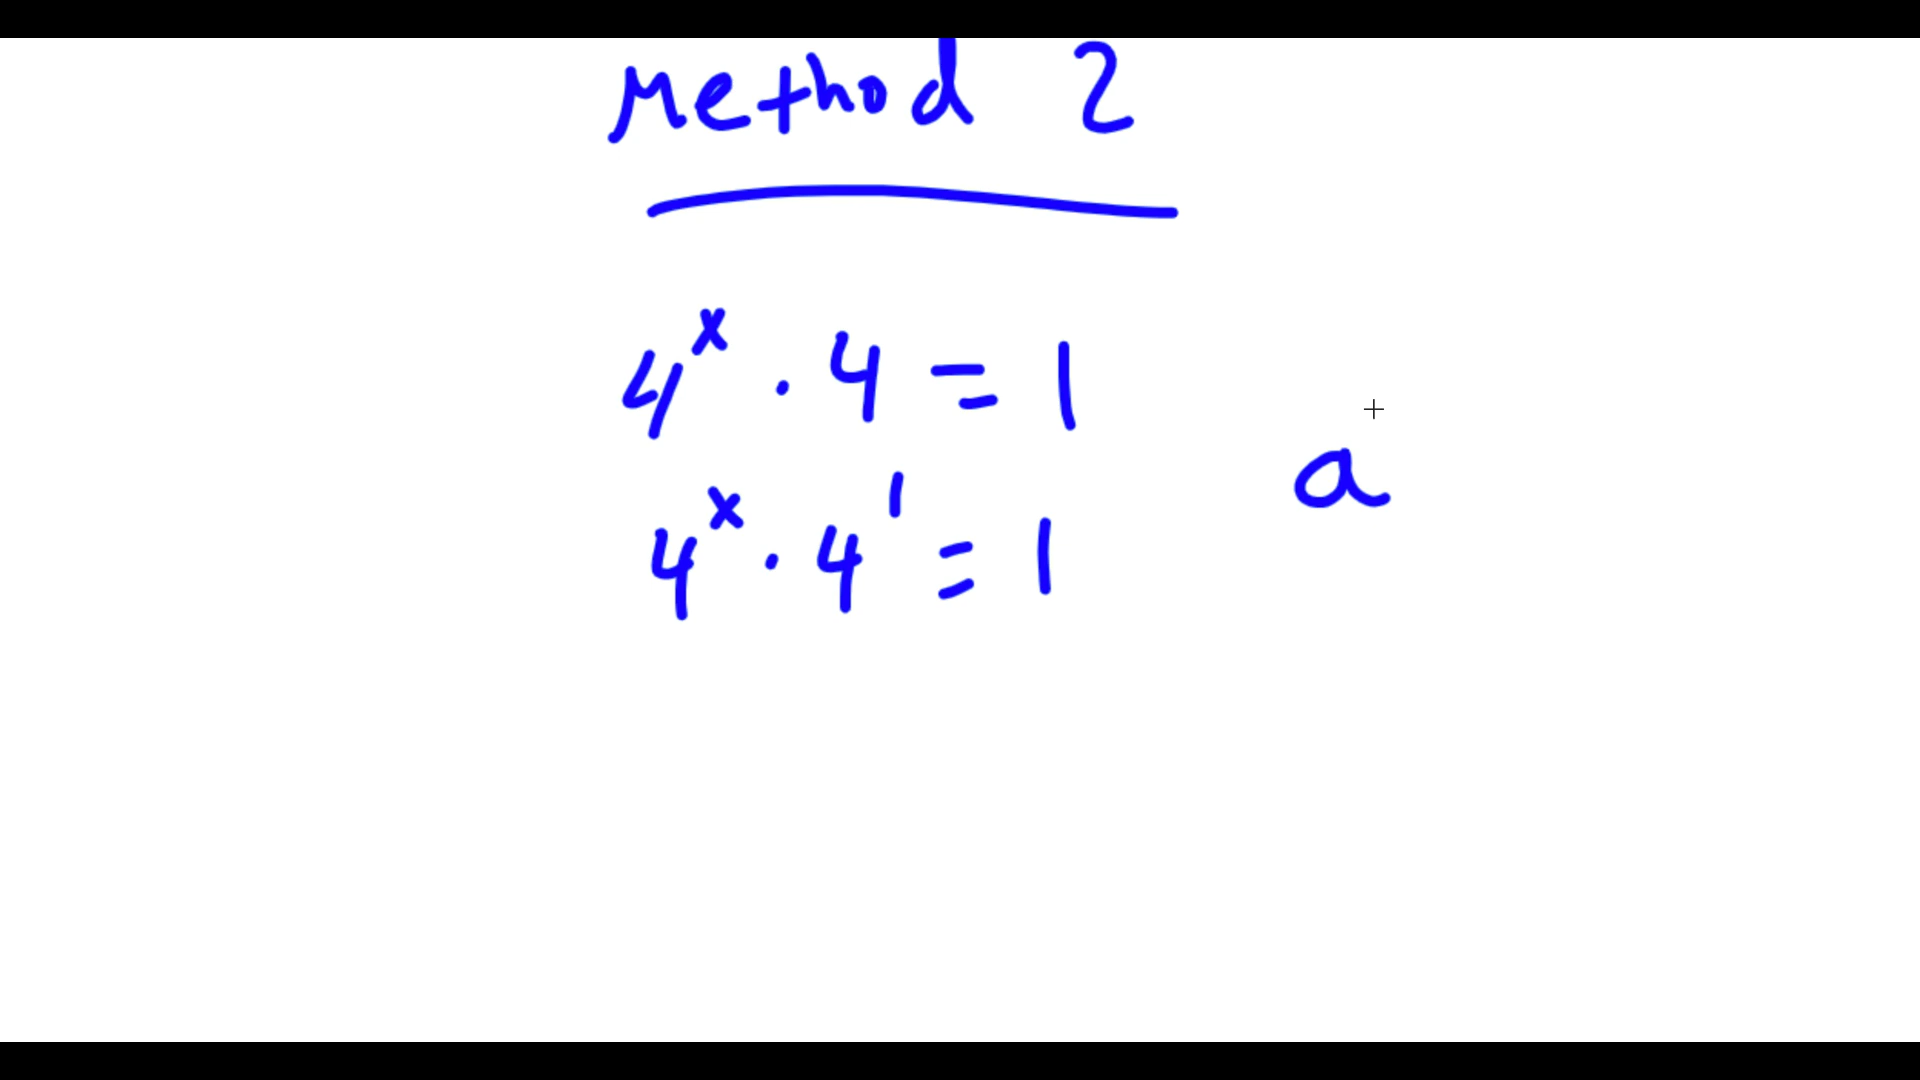 Method 2
4^x · 4 = 1
4^x · 4^1 = 1
a